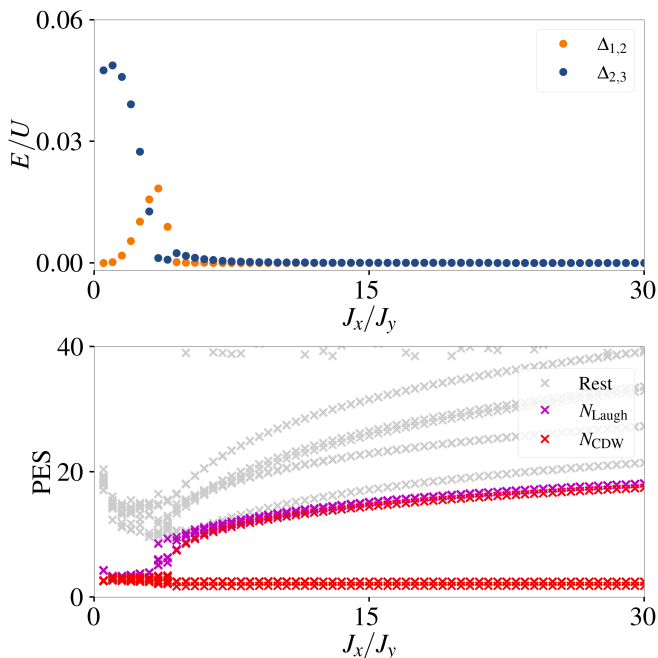 0.06
0.03
0.00
E/U
Δ1,2
Δ2,3
0
15
30
Jx/Jy
40
20
0
PES
Rest
NLaugh
NCDW
0
15
30
Jx/Jy